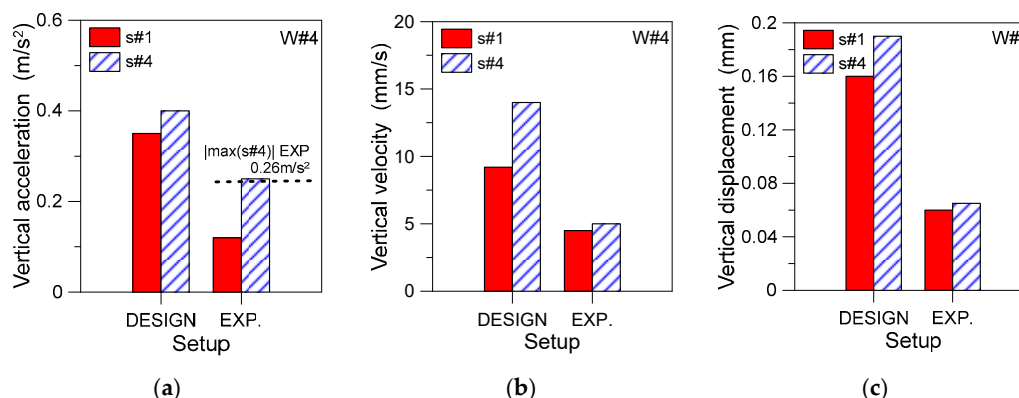 Vertical acceleration (m/s²)
0.6
0.4
0.2
0
s#1
s#4
W#4
|max(s#4)| EXP
0.26m/s²
DESIGN EXP.
Setup
(a)
Vertical velocity (mm/s)
20
15
10
5
0
s#1
s#4
W#4
DESIGN EXP.
Setup
(b)
Vertical displacement (mm)
0.2
0.16
0.12
0.08
0.04
0
s#1
s#4
W#
DESIGN EXP.
Setup
(c)